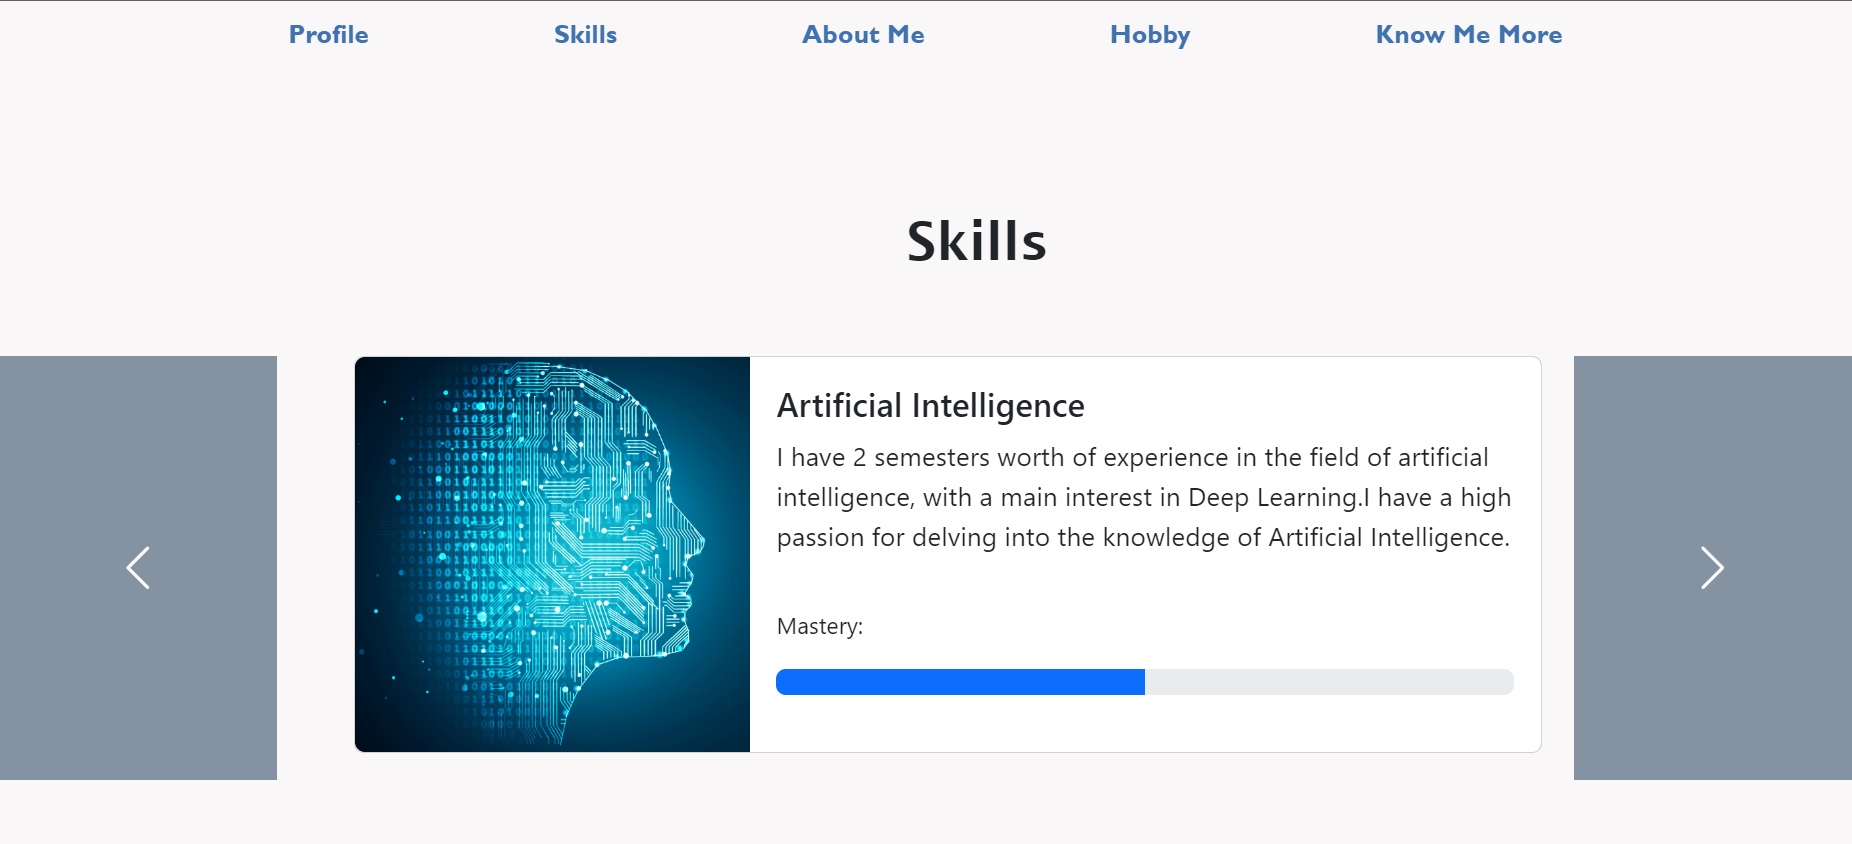 Profile Skills About Me Hobby Know Me More
Skills
Artificial Intelligence
I have 2 semesters worth of experience in the field of artificial
intelligence, with a main interest in Deep Learning.I have a high
passion for delving into the knowledge of Artificial Intelligence.
Mastery: